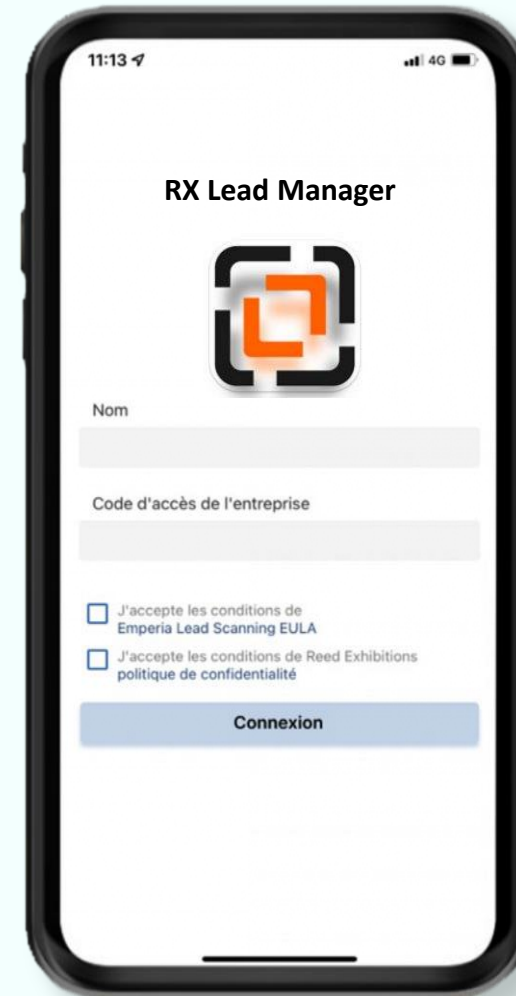 11:13
4G
RX Lead Manager
Nom
Code d'accès de l'entreprise
J'accepte les conditions de
Emperia Lead Scanning EULA
J'accepte les conditions de Reed Exhibitions
politique de confidentialité
Connexion